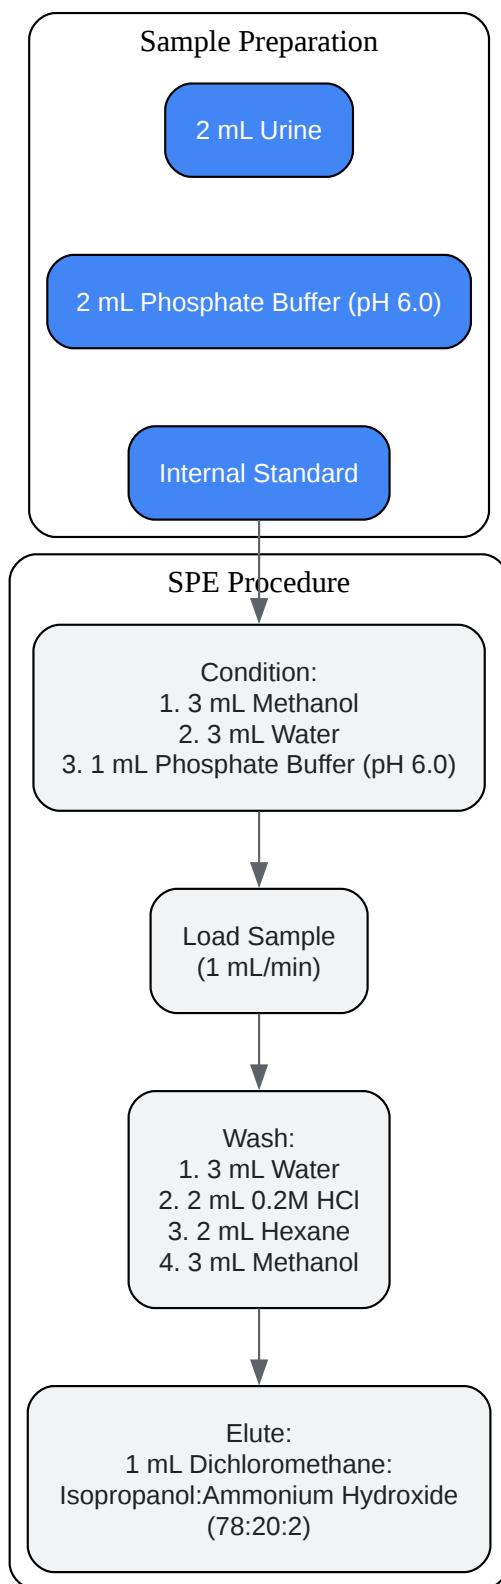 Sample Preparation
2 mL Urine
2 mL Phosphate Buffer (pH 6.0)
Internal Standard
SPE Procedure
Condition:
1. 3 mL Methanol
2. 3 mL Water
3. 1 mL Phosphate Buffer (pH 6.0)
Load Sample
(1 mL/min)
Wash:
1. 3 mL Water
2. 2 mL 0.2M HCl
3. 2 mL Hexane
4. 3 mL Methanol
Elute:
1 mL Dichloromethane:
Isopropanol:Ammonium Hydroxide
(78:20:2)